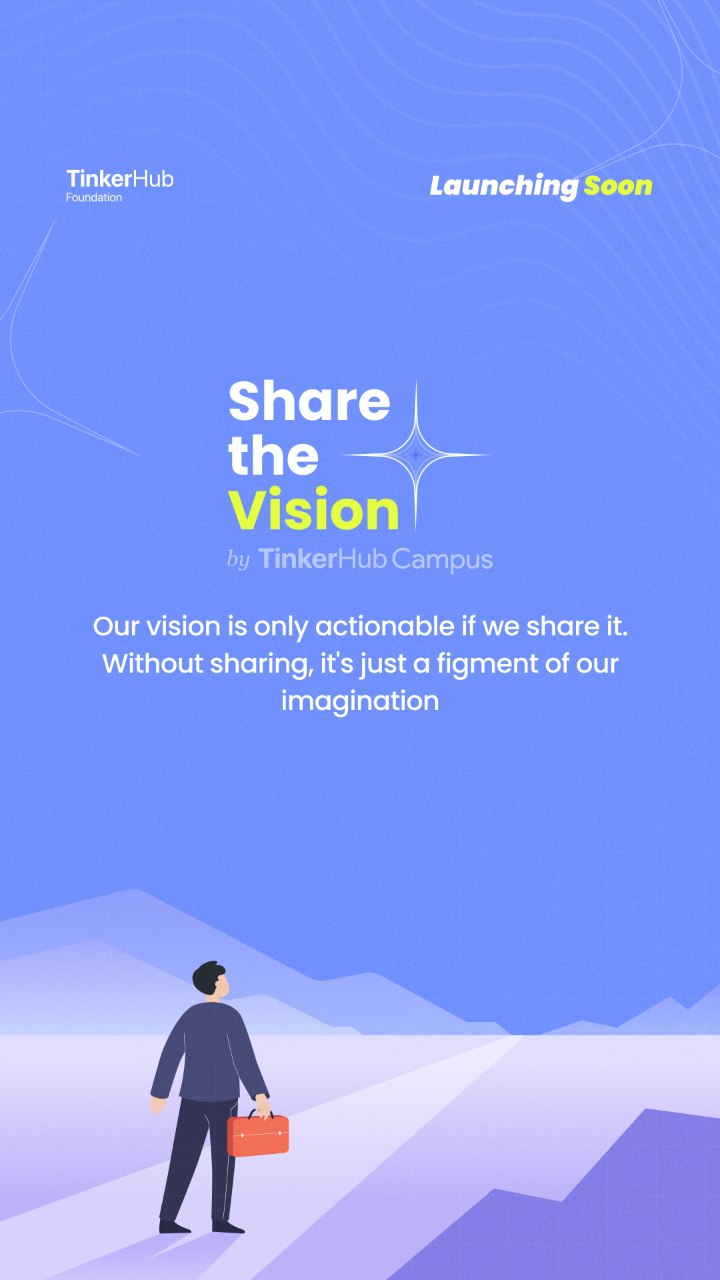 TinkerHub
Foundation
Launching Soon
Share
the
Vision
by TinkerHub Campus
Our vision is only actionable if we share it.
Without sharing, it's just a figment of our
imagination